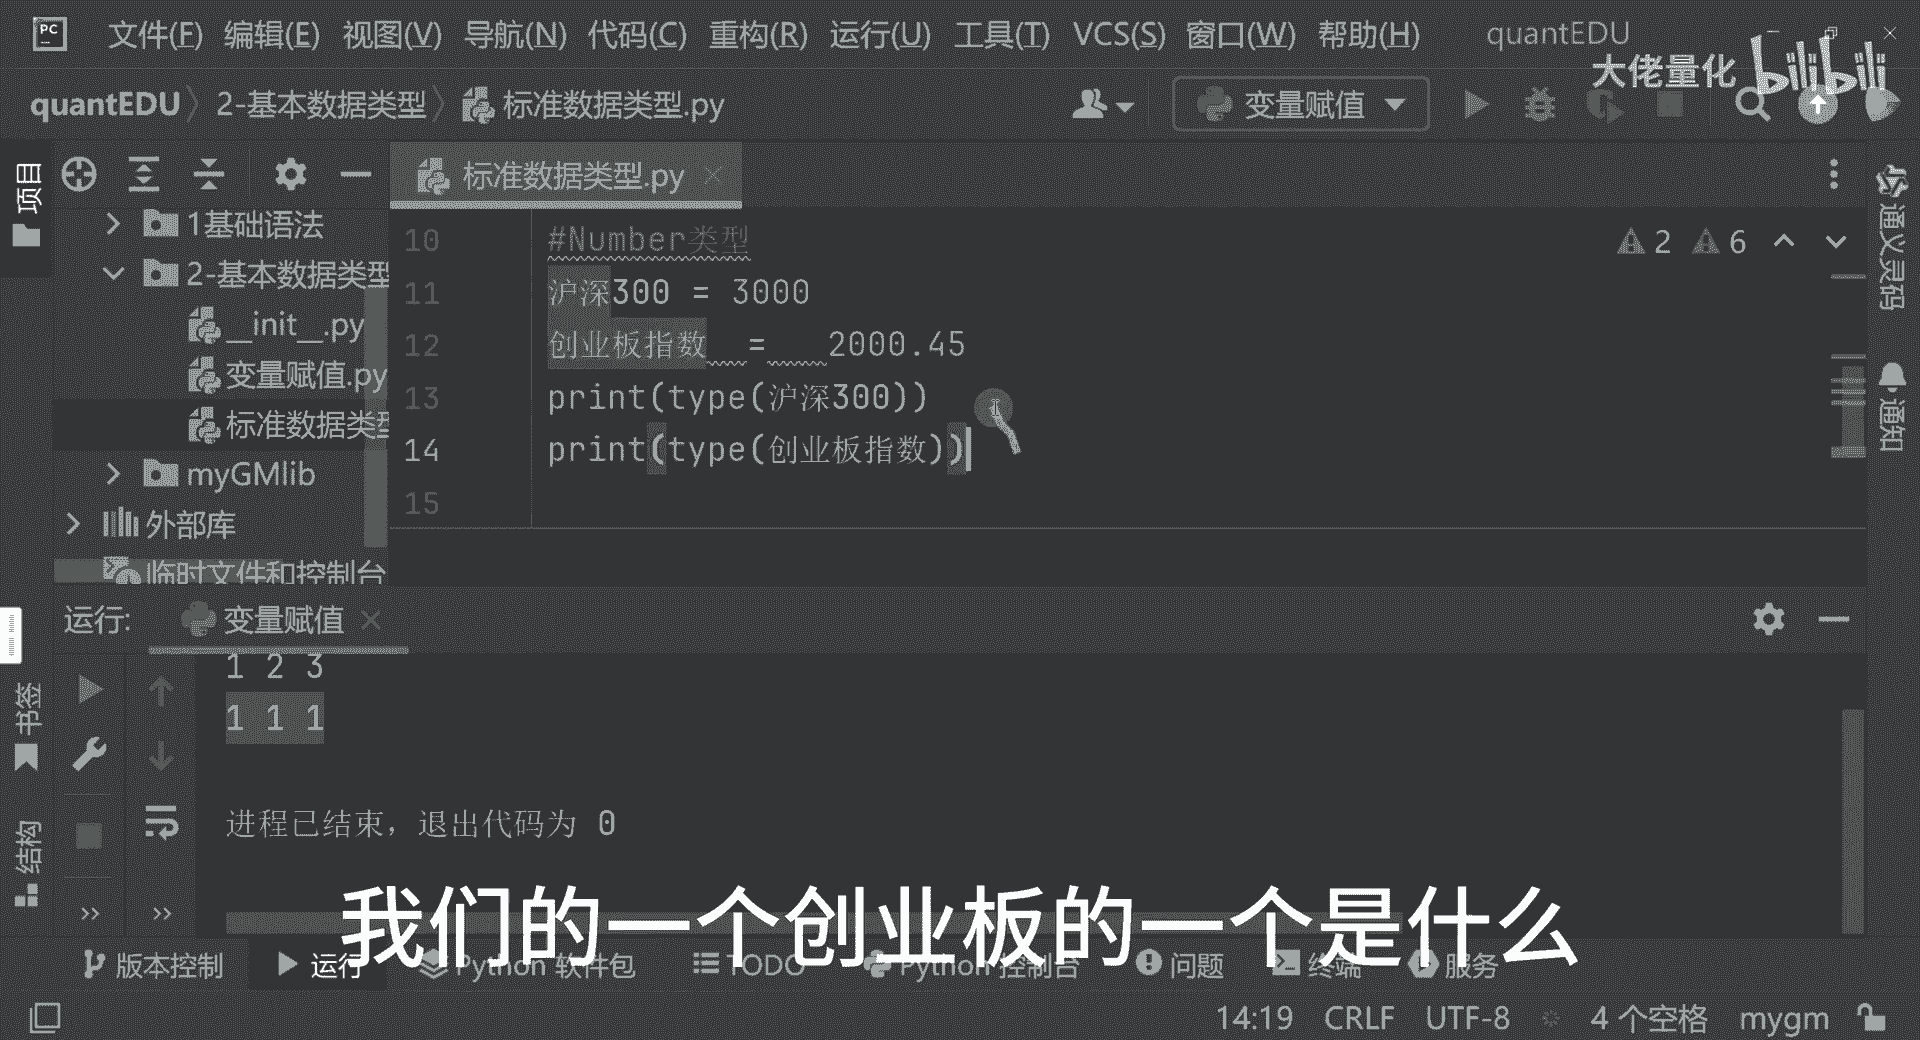 PC 文件(F) 编辑(E) 视图(V) 导航(N) 代码(C) 重构(R) 运行(U) 工具(T) VCS(S) 窗口(W) 帮助(H) quantEDU
大佬量化 bilibili
quantEDU 2-基本数据类型 标准数据类型.py 变量赋值
项目
标准数据类型.py
1基础语法
2-基本数据类型
__init__.py
变量赋值.py
标准数据类型
myGMlib
外部库
临时文件和控制台
10 #Number类型
11 沪深300 = 3000
12 创业板指数  =   2000.45
13 print(type(沪深300))
14 print(type(创业板指数))
15
2 6
通义灵码
通知
运行: 变量赋值
1 2 3
1 1 1
进程已结束，退出代码为 0
书签
结构
我们的一个创业板的一个是什么
版本控制 运行 Python 软件包 TODO Python 控制台 问题 终端 服务
14:19 CRLF UTF-8 4 个空格 mygm